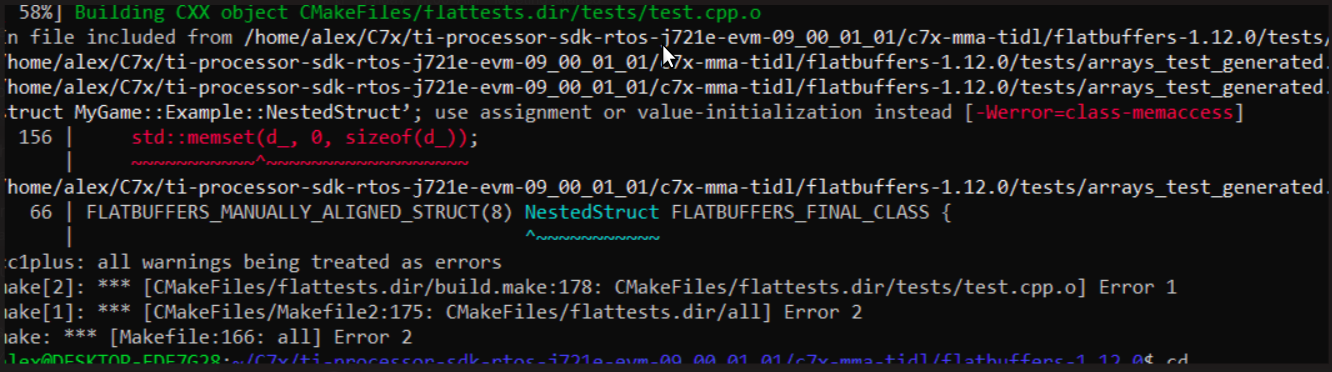 58%] Building CXX object CMakeFiles/flattests.dir/tests/test.cpp.o
n file included from /home/alex/C7x/ti-processor-sdk-rtos-j721e-evm-09_00_01_01/c7x-mma-tidl/flatbuffers-1.12.0/tests/
/home/alex/C7x/ti-processor-sdk-rtos-j721e-evm-09_00_01_01/c7x-mma-tidl/flatbuffers-1.12.0/tests/arrays_test_generated.
/home/alex/C7x/ti-processor-sdk-rtos-j721e-evm-09_00_01_01/c7x-mma-tidl/flatbuffers-1.12.0/tests/arrays_test_generated.
truct MyGame::Example::NestedStruct’; use assignment or value-initialization instead [-Werror=class-memaccess]
156 | std::memset(d_, 0, sizeof(d_));
| ~~~~~~~~~~~^~~~~~~~~~~~~~~~~~~
/home/alex/C7x/ti-processor-sdk-rtos-j721e-evm-09_00_01_01/c7x-mma-tidl/flatbuffers-1.12.0/tests/arrays_test_generated.
66 | FLATBUFFERS_MANUALLY_ALIGNED_STRUCT(8) NestedStruct FLATBUFFERS_FINAL_CLASS {
| ^~~~~~~~~~~~
cc1plus: all warnings being treated as errors
make[2]: *** [CMakeFiles/flattests.dir/build.make:178: CMakeFiles/flattests.dir/tests/test.cpp.o] Error 1
make[1]: *** [CMakeFiles/Makefile2:175: CMakeFiles/flattests.dir/all] Error 2
make: *** [Makefile:166: all] Error 2
alex@DESKTOP-EDE7G28:~/C7x/ti-processor-sdk-rtos-j721e-evm-09_00_01_01/c7x-mma-tidl/flatbuffers-1.12.0$ cd